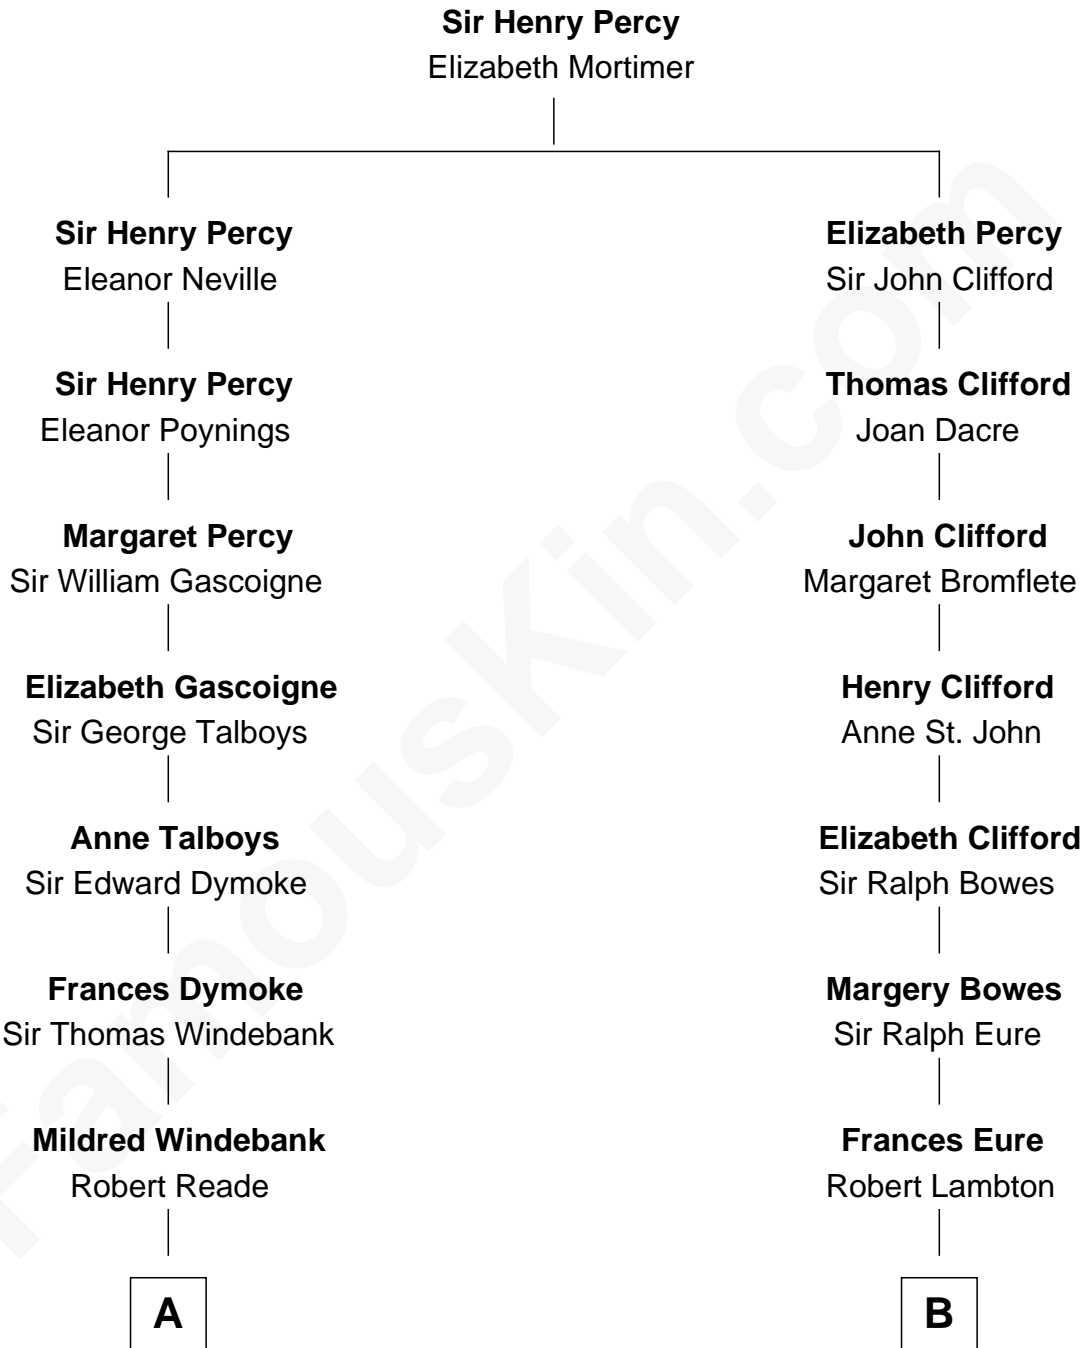 Sir Henry Percy
Elizabeth Mortimer
Sir Henry Percy
Eleanor Neville
Elizabeth Percy
Sir John Clifford
Sir Henry Percy
Eleanor Poynings
Thomas Clifford
Joan Dacre
Margaret Percy
Sir William Gascoigne
John Clifford
Margaret Bromflete
Elizabeth Gascoigne
Sir George Talboys
Henry Clifford
Anne St. John
Anne Talboys
Sir Edward Dymoke
Elizabeth Clifford
Sir Ralph Bowes
Frances Dymoke
Sir Thomas Windebank
Margery Bowes
Sir Ralph Eure
Mildred Windebank
Robert Reade
Frances Eure
Robert Lambton
A
B
FamousKin.com